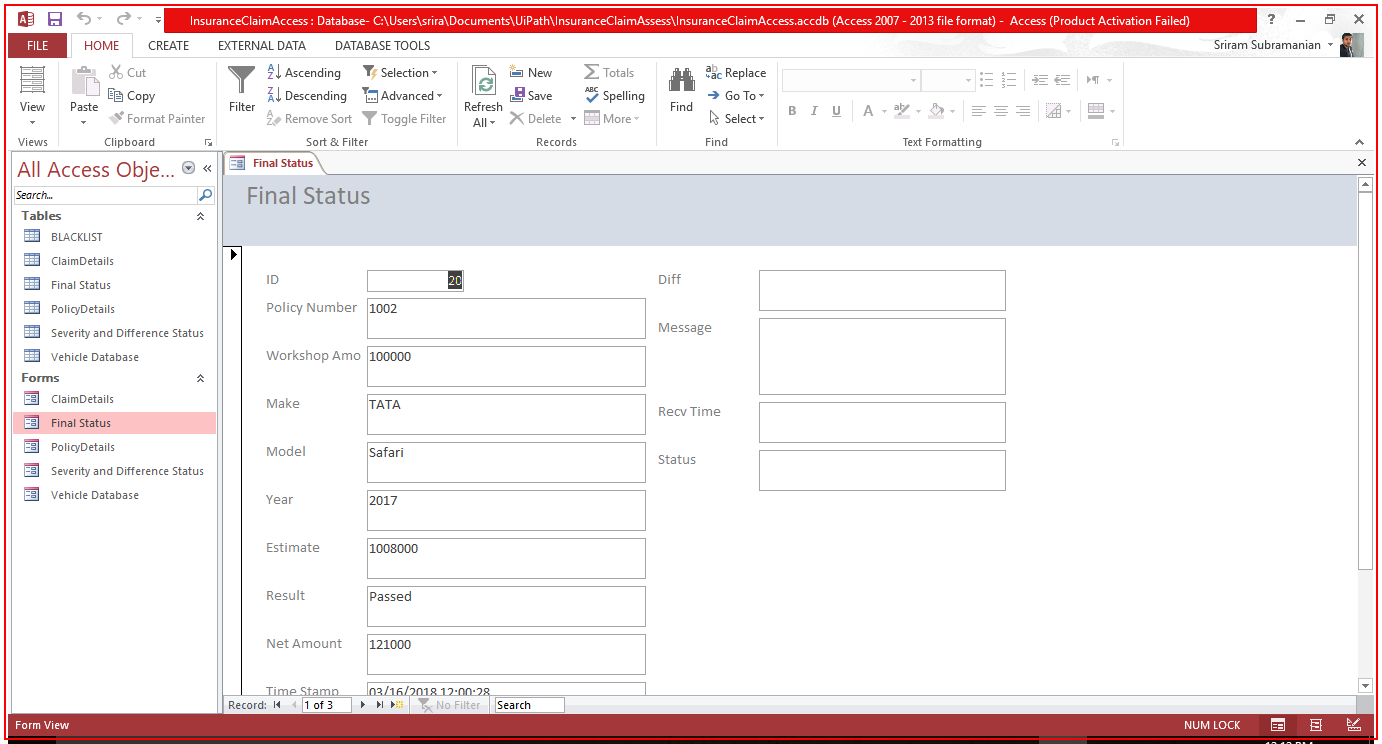 InsuranceClaimAccess : Database- C:\Users\srira\Documents\UiPath\InsuranceClaimAssess\InsuranceClaimAccess.accdb (Access 2007 - 2013 file format) - Access (Product Activation Failed)
FILE HOME CREATE EXTERNAL DATA DATABASE TOOLS Sriram Subramanian
View
Views
Paste
Cut
Copy
Format Painter
Clipboard
Filter
Ascending
Descending
Remove Sort
Selection
Advanced
Toggle Filter
Sort & Filter
Refresh
All
New
Save
Delete
Totals
Spelling
More
Records
Find
Replace
Go To
Select
Find
B I U A
Text Formatting
All Access Obje...
Search...
Tables
BLACKLIST
ClaimDetails
Final Status
PolicyDetails
Severity and Difference Status
Vehicle Database
Forms
ClaimDetails
Final Status
PolicyDetails
Severity and Difference Status
Vehicle Database
Final Status
Final Status
ID 20
Policy Number 1002
Workshop Amo 100000
Make TATA
Model Safari
Year 2017
Estimate 1008000
Result Passed
Net Amount 121000
Time Stamp 03/16/2018 12:00:28
Diff
Message
Recv Time
Status
Record: 1 of 3 No Filter Search
Form View NUM LOCK